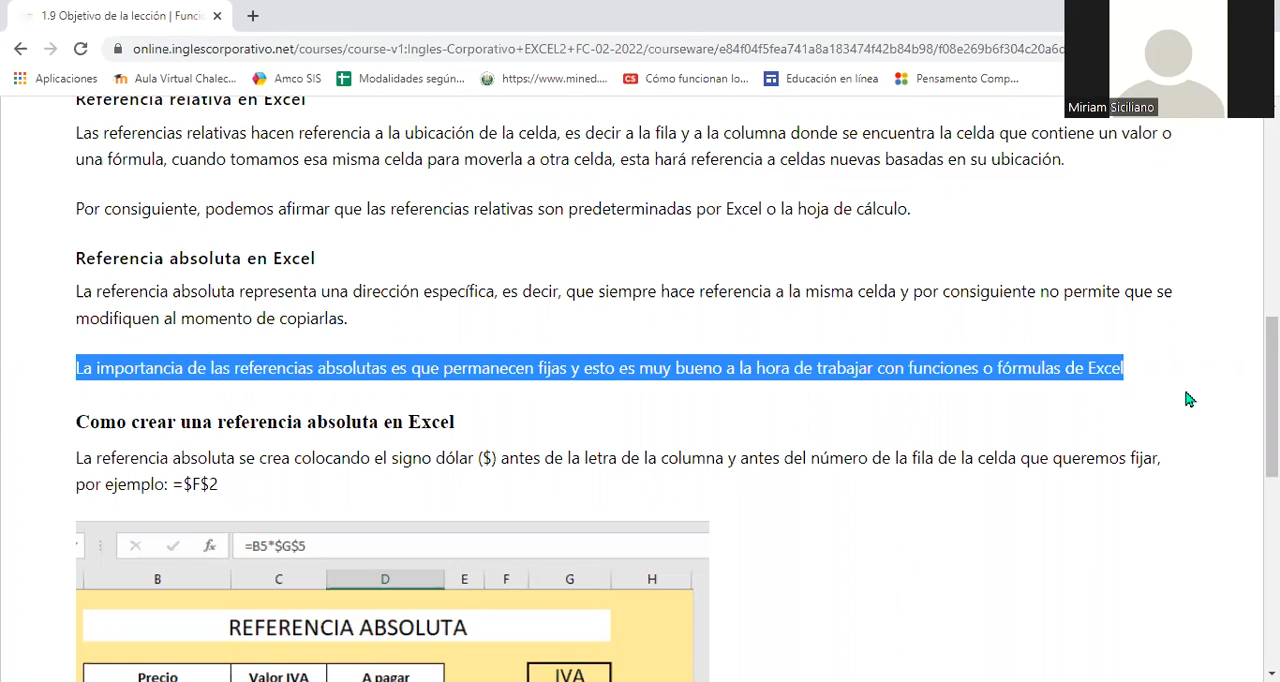 1.9 Objetivo de la lección | Funci
online.inglescorporativo.net/courses/course-v1:Ingles-Corporativo+EXCEL2+FC-02-2022/courseware/e84f04f5fea741a8a183474f42b84b98/f08e269b6f304c20a6c
Aplicaciones Aula Virtual Chalec... Amco SIS Modalidades según,... https://www.mined.... CS Cómo funcionan lo... Educación en línea Pensamento Comp...
Miriam Siciliano
Referencia relativa en Excel
Las referencias relativas hacen referencia a la ubicación de la celda, es decir a la fila y a la columna donde se encuentra la celda que contiene un valor o
una fórmula, cuando tomamos esa misma celda para moverla a otra celda, esta hará referencia a celdas nuevas basadas en su ubicación.
Por consiguiente, podemos afirmar que las referencias relativas son predeterminadas por Excel o la hoja de cálculo.
Referencia absoluta en Excel
La referencia absoluta representa una dirección específica, es decir, que siempre hace referencia a la misma celda y por consiguiente no permite que se
modifiquen al momento de copiarlas.
La importancia de las referencias absolutas es que permanecen fijas y esto es muy bueno a la hora de trabajar con funciones o fórmulas de Excel
Como crear una referencia absoluta en Excel
La referencia absoluta se crea colocando el signo dólar ($) antes de la letra de la columna y antes del número de la fila de la celda que queremos fijar,
por ejemplo: =$F$2
fx =B5*$G$5
B C D E F G H
REFERENCIA ABSOLUTA
Precio Valor IVA A pagar IVA